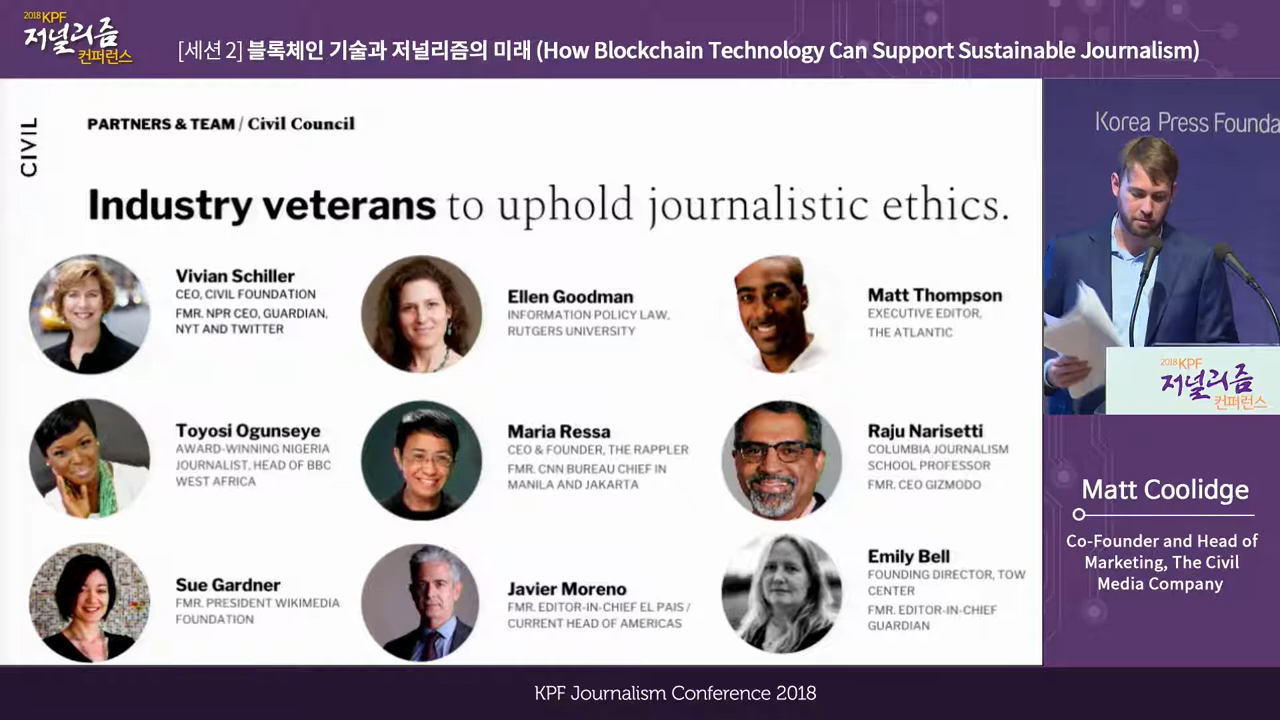 2018 KPF
저널리즘
컨퍼런스
[세션 2] 블록체인 기술과 저널리즘의 미래 (How Blockchain Technology Can Support Sustainable Journalism)
CIVIL
PARTNERS & TEAM / Civil Council
Industry veterans to uphold journalistic ethics.
Vivian Schiller
CEO, CIVIL FOUNDATION
FMR. NPR CEO, GUARDIAN,
NYT AND TWITTER
Ellen Goodman
INFORMATION POLICY LAW,
RUTGERS UNIVERSITY
Matt Thompson
EXECUTIVE EDITOR,
THE ATLANTIC
Toyosi Ogunseye
AWARD-WINNING NIGERIA
JOURNALIST, HEAD OF BBC
WEST AFRICA
Maria Ressa
CEO & FOUNDER, THE RAPPLER
FMR. CNN BUREAU CHIEF IN
MANILA AND JAKARTA
Raju Narisetti
COLUMBIA JOURNALISM
SCHOOL PROFESSOR
FMR. CEO GIZMODO
Sue Gardner
FMR. PRESIDENT WIKIMEDIA
FOUNDATION
Javier Moreno
FMR. EDITOR-IN-CHIEF EL PAIS /
CURRENT HEAD OF AMERICAS
Emily Bell
FOUNDING DIRECTOR, TOW
CENTER
FMR. EDITOR-IN-CHIEF
GUARDIAN
Korea Press Founda
2018 KPF
저널리즘
컨퍼런스
Matt Coolidge
Co-Founder and Head of
Marketing, The Civil
Media Company
KPF Journalism Conference 2018